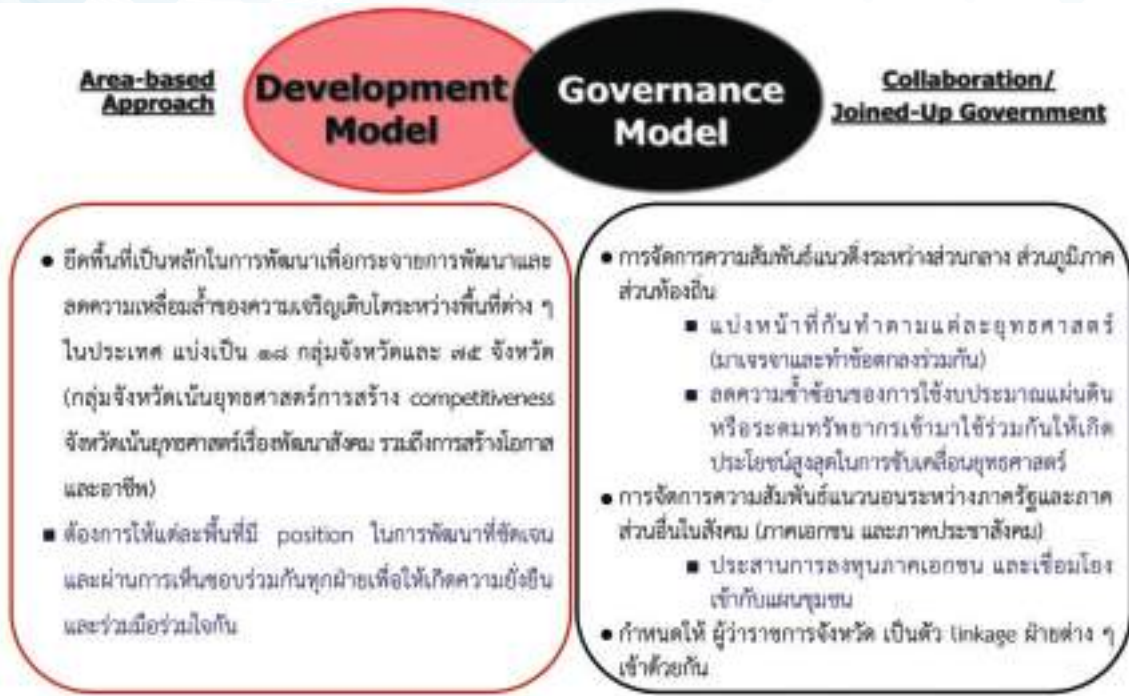 Area-based
Approach
Development
Model
Governance
Model
Collaboration/
Joined-Up Government
● ยึดพื้นที่เป็นหลักในการพัฒนาเพื่อกระจายการพัฒนาและ
ลดความเหลื่อมล้ำของความเจริญเติบโตระหว่างพื้นที่ต่าง ๆ
ในประเทศ แบ่งเป็น ๑๘ กลุ่มจังหวัดและ ๗๕ จังหวัด
(กลุ่มจังหวัดเน้นยุทธศาสตร์การสร้าง competitiveness
จังหวัดเน้นยุทธศาสตร์เรื่องพัฒนาสังคม รวมถึงการสร้างโอกาส
และอาชีพ)
■ ต้องการให้แต่ละพื้นที่มี position ในการพัฒนาที่ชัดเจน
และผ่านการเห็นชอบร่วมกันทุกฝ่ายเพื่อให้เกิดความยั่งยืน
และร่วมมือร่วมใจกัน
● การจัดการความสัมพันธ์แนวดิ่งระหว่างส่วนกลาง ส่วนภูมิภาค
ส่วนท้องถิ่น
■ แบ่งหน้าที่กันทำตามแต่ละยุทธศาสตร์
(มาเจรจาและทำข้อตกลงร่วมกัน)
■ ลดความซ้ำซ้อนของการใช้งบประมาณแผ่นดิน
หรือระดมทรัพยากรเข้ามาใช้ร่วมกันให้เกิด
ประโยชน์สูงสุดในการขับเคลื่อนยุทธศาสตร์
● การจัดการความสัมพันธ์แนวนอนระหว่างภาครัฐและภาค
ส่วนอื่นในสังคม (ภาคเอกชน และภาคประชาสังคม)
■ ประสานการลงทุนภาคเอกชน และเชื่อมโยง
เข้ากับแผนชุมชน
● กำหนดให้ ผู้ว่าราชการจังหวัด เป็นตัว linkage ฝ่ายต่าง ๆ
เข้าด้วยกัน